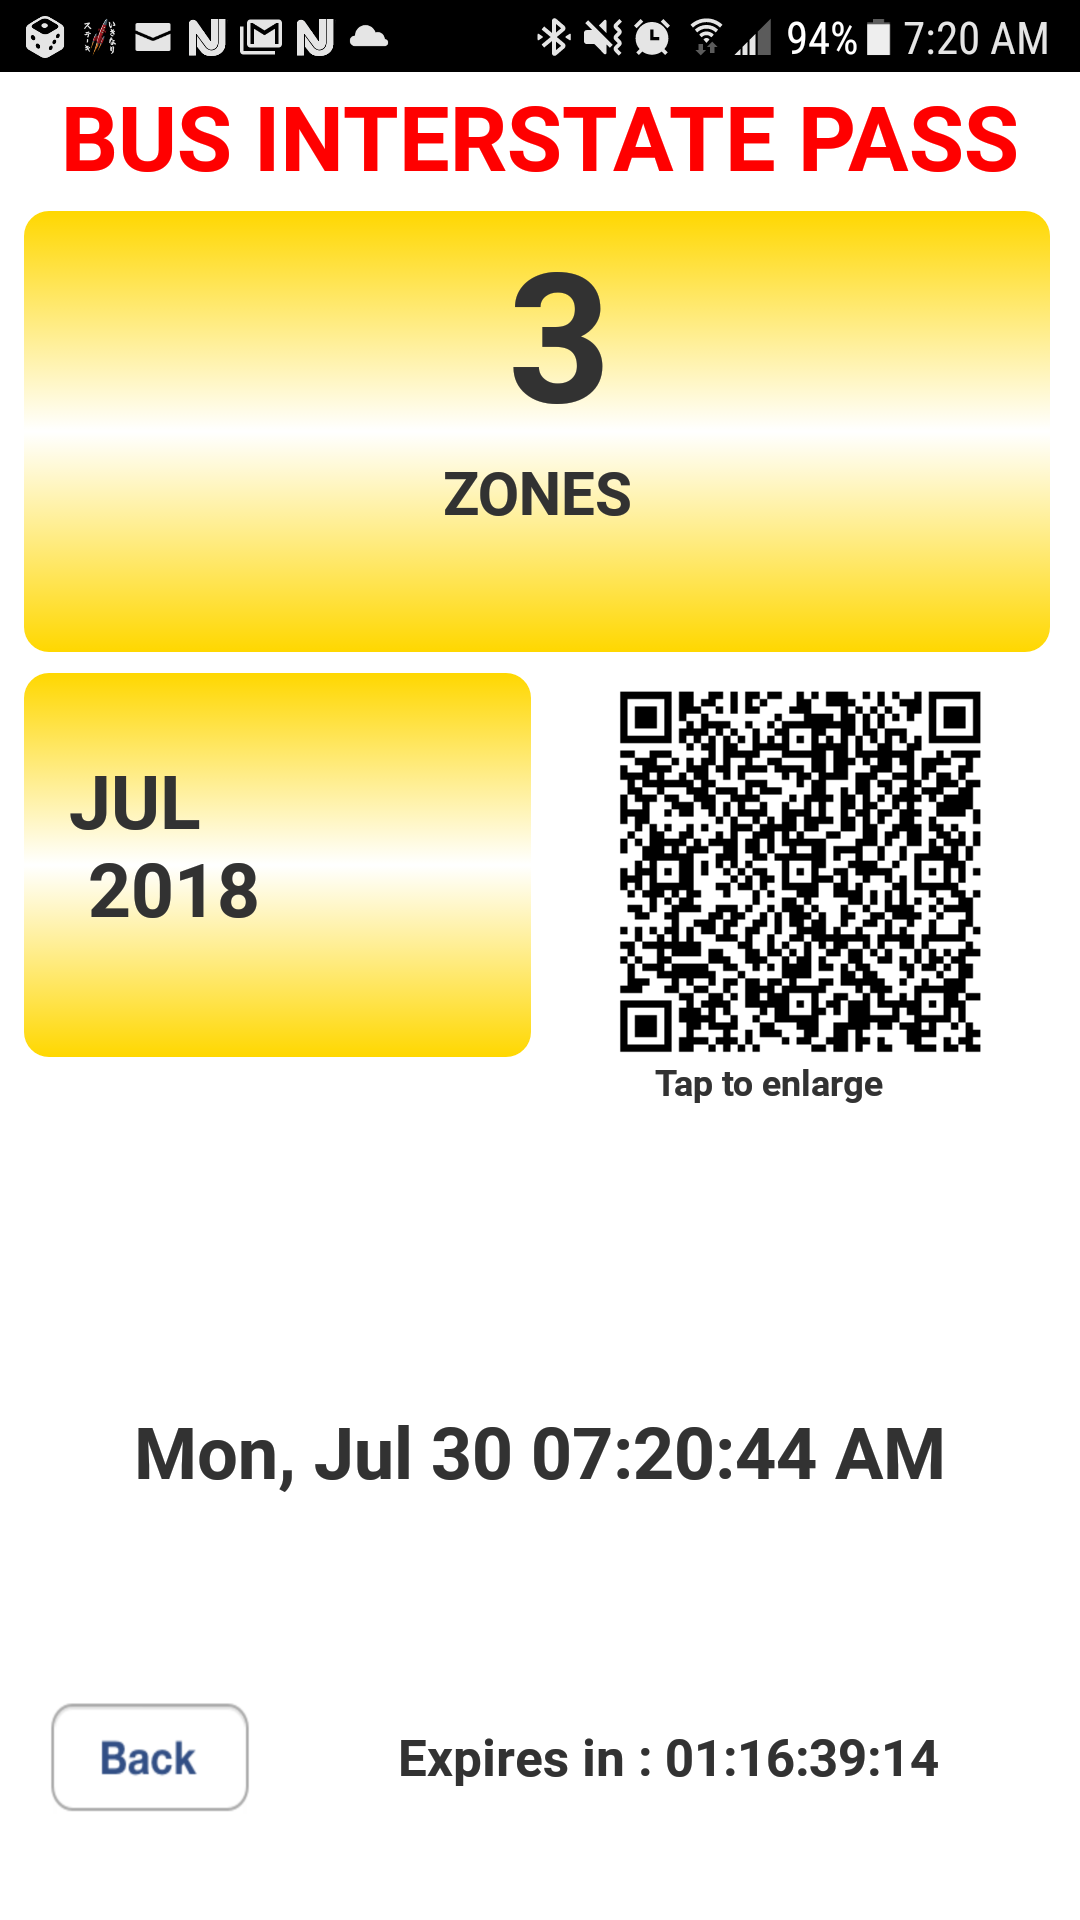 94% 7:20 AM
BUS INTERSTATE PASS
3
ZONES
JUL
2018
Tap to enlarge
Mon, Jul 30 07:20:44 AM
Back
Expires in : 01:16:39:14